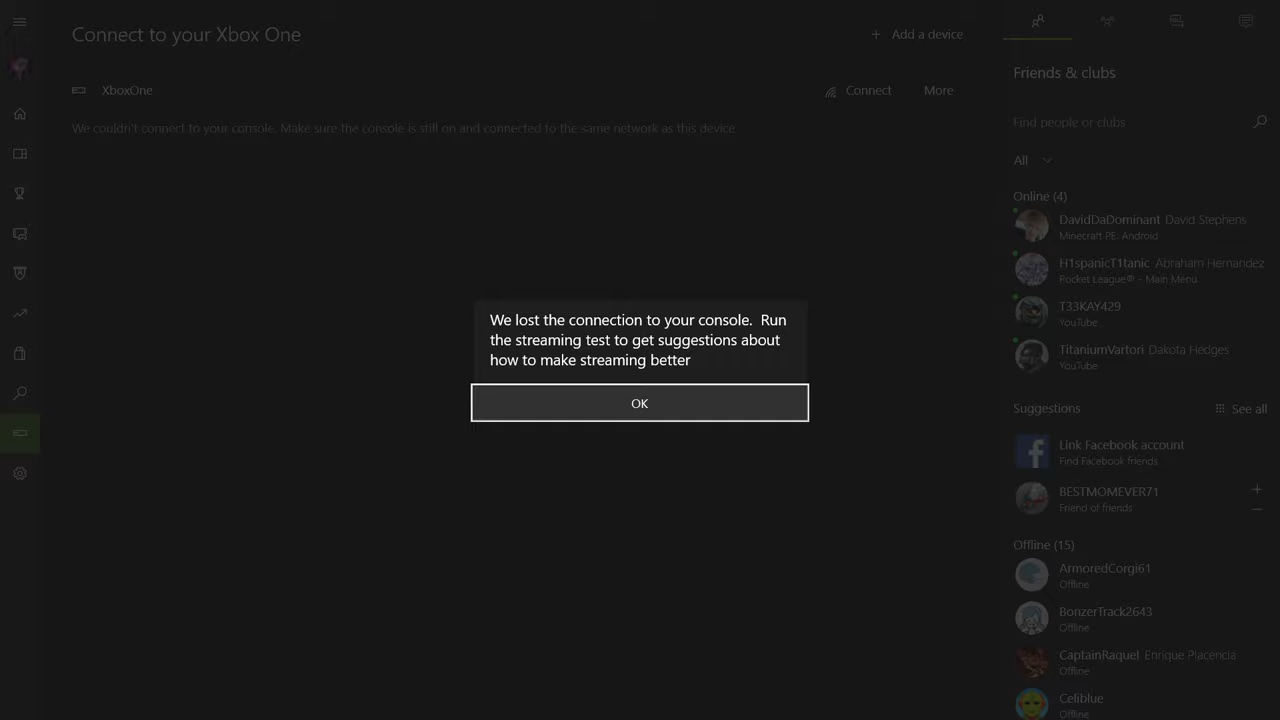 Connect to your Xbox One
+ Add a device
XboxOne
Connect
More
We couldn't connect to your console. Make sure the console is still on and connected to the same network as this device
We lost the connection to your console.  Run
the streaming test to get suggestions about
how to make streaming better
OK
Friends & clubs
Find people or clubs
All
Online (4)
DavidDaDominant David Stephens
Minecraft PE: Android
H1spanicT1tanic Abraham Hernandez
Rocket League® - Main Menu
T33KAY429
YouTube
TitaniumVartori Dakota Hedges
YouTube
Suggestions
See all
Link Facebook account
Find Facebook friends
BESTMOMEVER71
Friend of friends
Offline (15)
ArmoredCorgi61
Offline
BonzerTrack2643
Offline
CaptainRaquel Enrique Placencia
Offline
Celiblue
Offline